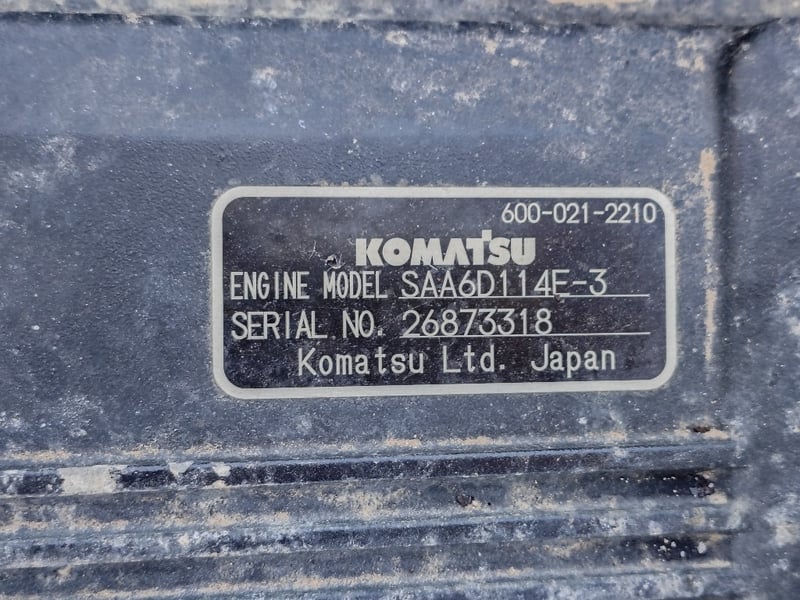 600-021-2210
KOMATSU
ENGINE MODEL SAA6D114E-3
SERIAL NO. 26873318
Komatsu Ltd. Japan